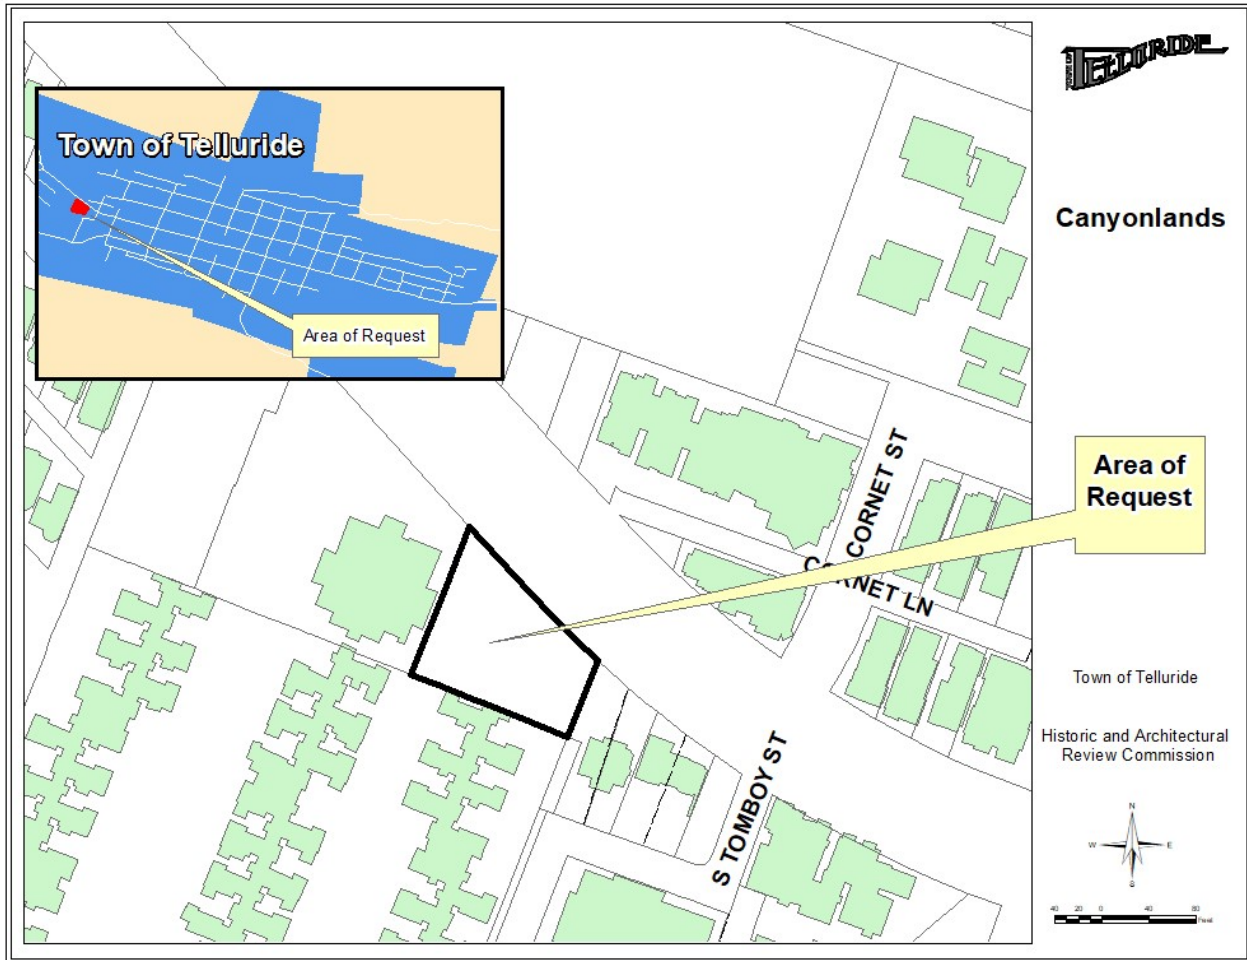 Town of Telluride
Area of Request
CORNET ST
CORNET LN
S TOMBOY ST
TELLURIDE
Canyonlands
Area of
Request
Town of Telluride
Historic and Architectural
Review Commission
N
W
E
S
40 20 0 40 80
Feet